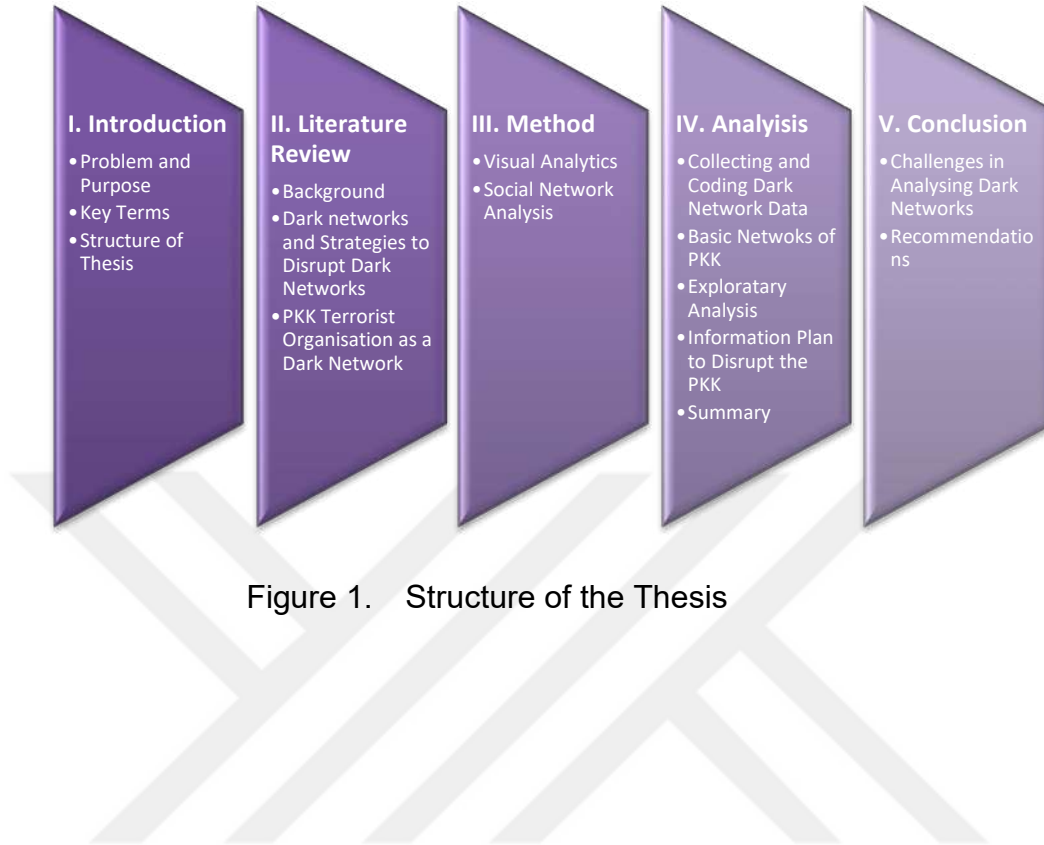 I. Introduction
•Problem and
Purpose
•Key Terms
•Structure of
Thesis
II. Literature
Review
•Background
•Dark networks
and Strategies to
Disrupt Dark
Networks
•PKK Terrorist
Organisation as a
Dark Network
III. Method
•Visual Analytics
•Social Network
Analysis
IV. Analyisis
•Collecting and
Coding Dark
Network Data
•Basic Netwoks of
PKK
•Exploratary
Analysis
•Information Plan
to Disrupt the
PKK
•Summary
V. Conclusion
•Challenges in
Analysing Dark
Networks
•Recommendatio
ns
Figure 1. Structure of the Thesis